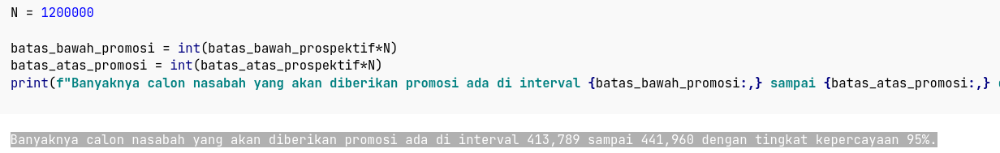 N = 1200000
batas_bawah_promosi = int(batas_bawah_prospektif*N)
batas_atas_promosi = int(batas_atas_prospektif*N)
print(f"Banyaknya calon nasabah yang akan diberikan promosi ada di interval {batas_bawah_promosi:,} sampai {batas_atas_promosi:,}
Banyaknya calon nasabah yang akan diberikan promosi ada di interval 413,789 sampai 441,960 dengan tingkat kepercayaan 95%.